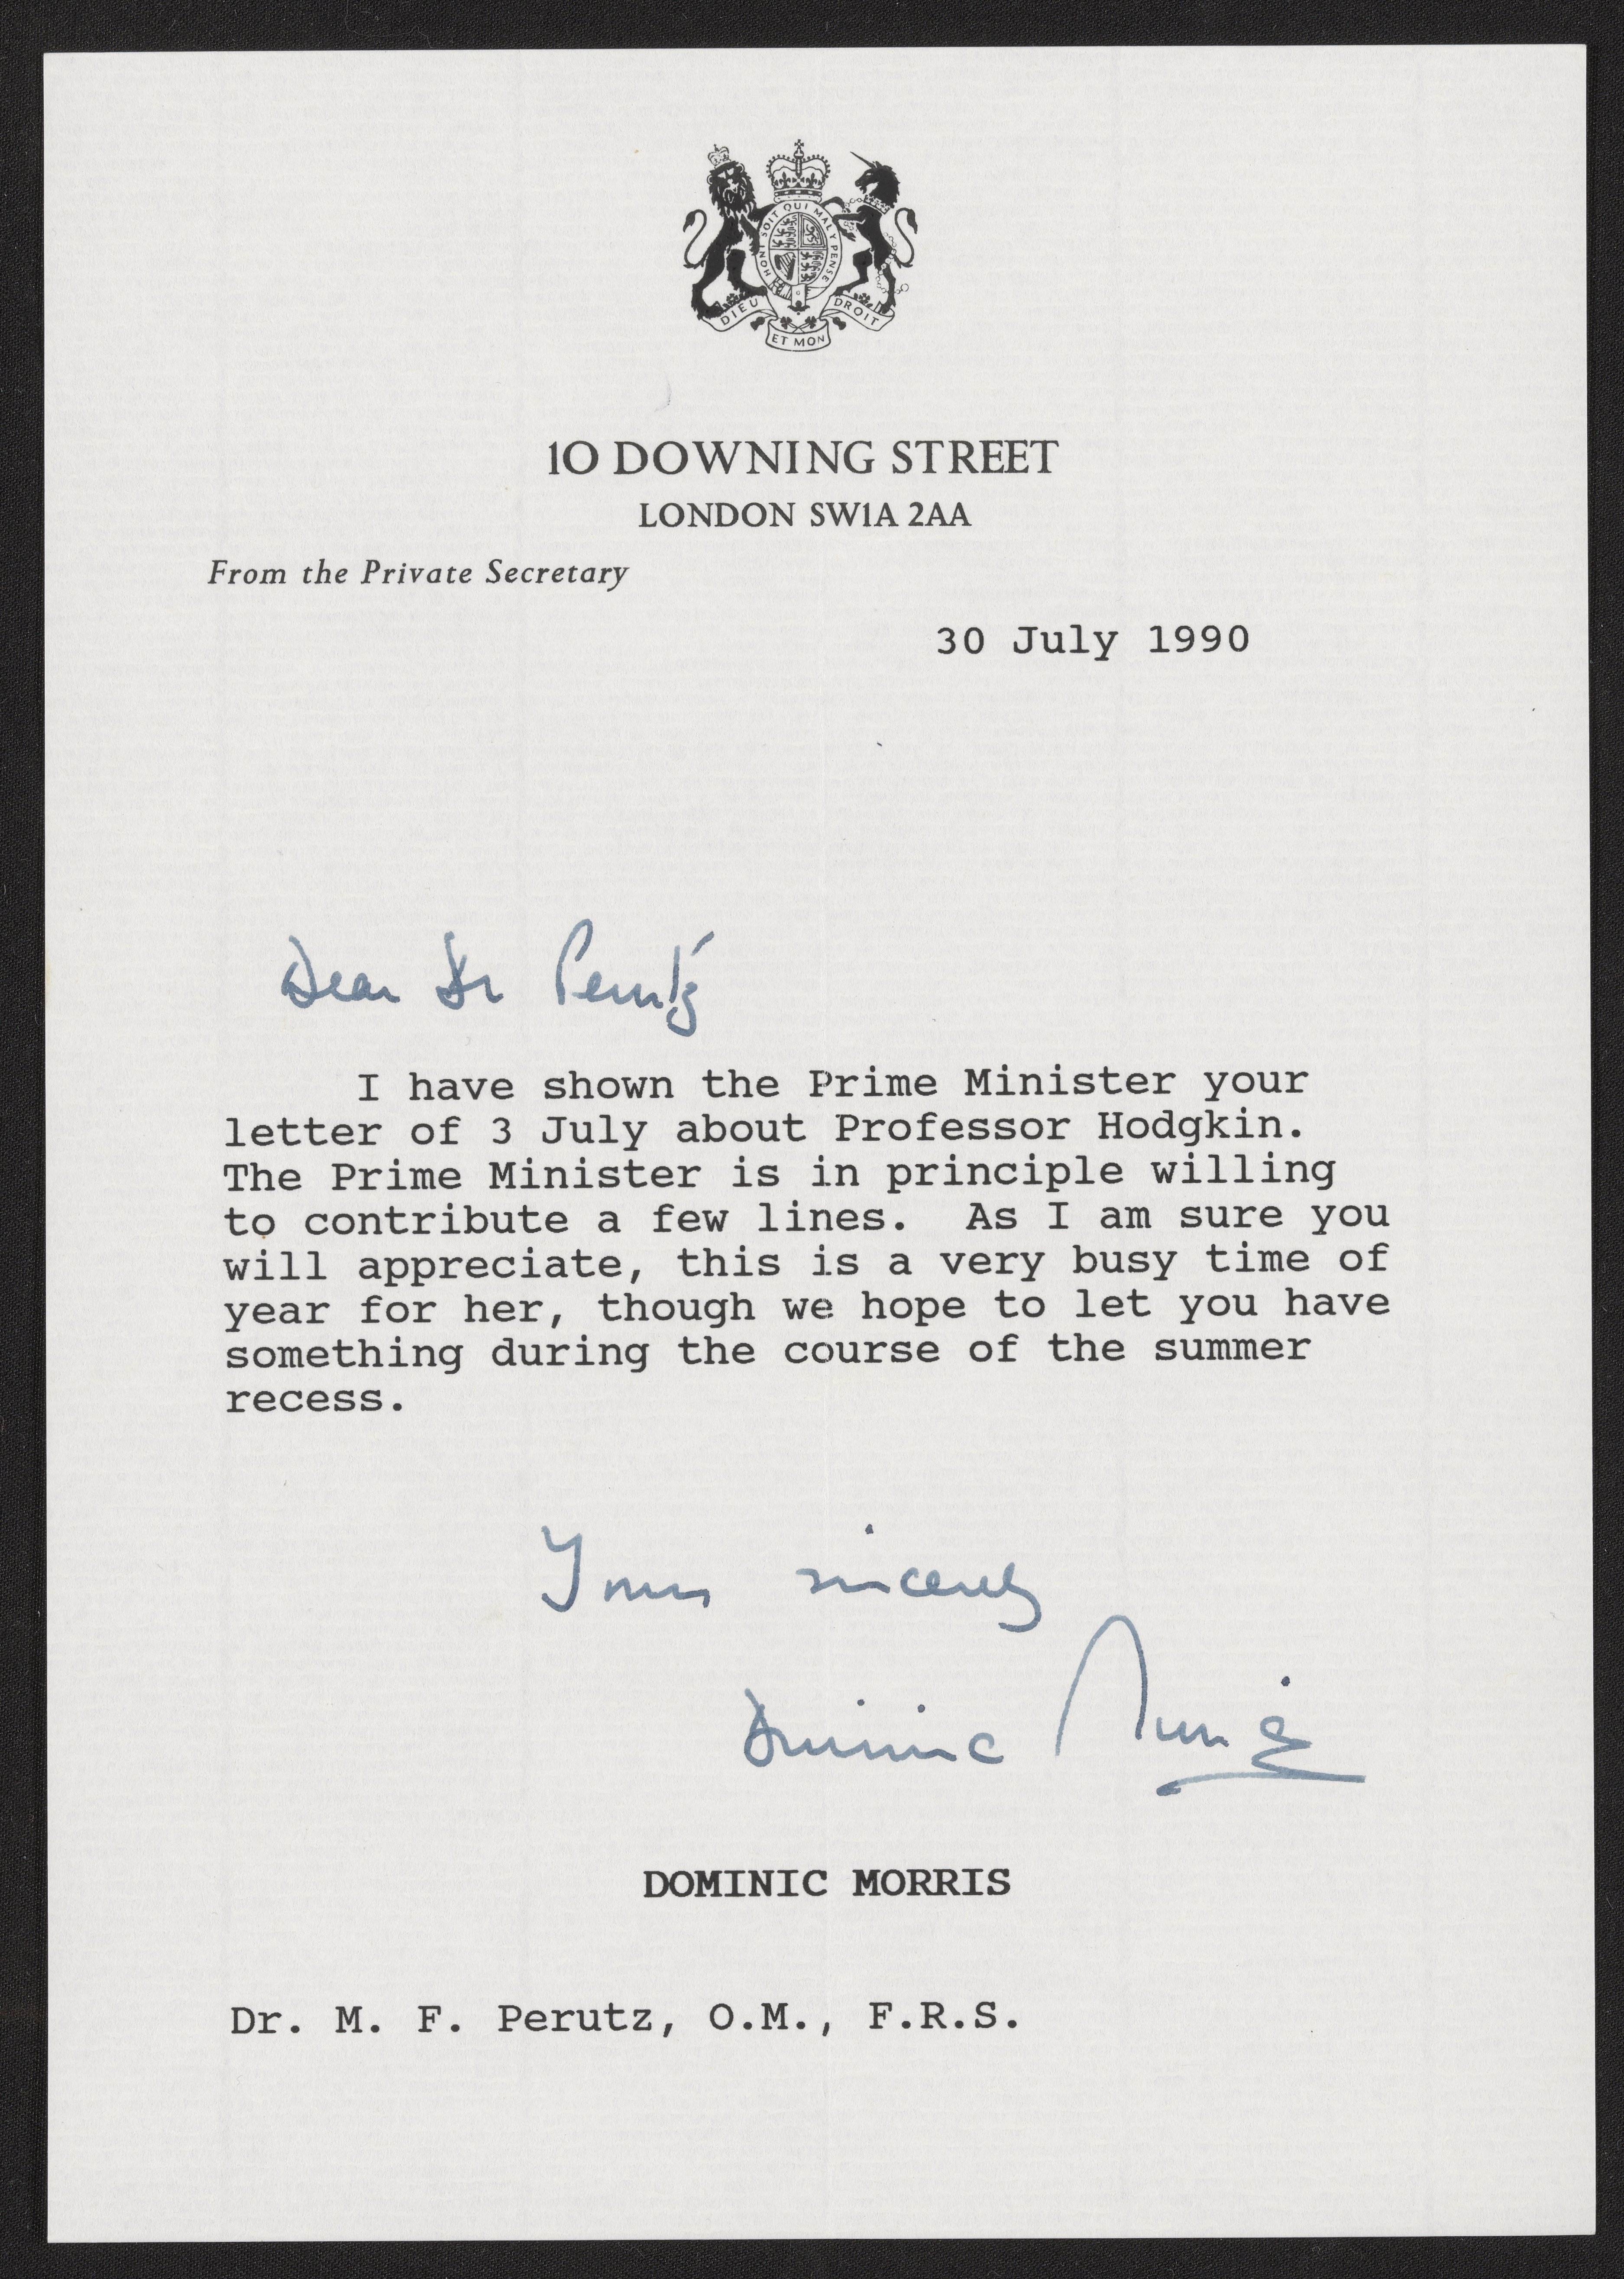 HONI SOIT QUI MAL Y PENSE
DIEU ET MON DROIT
10 DOWNING STREET
LONDON SW1A 2AA
From the Private Secretary
30 July 1990
Dear Dr Perutz
I have shown the Prime Minister your
letter of 3 July about Professor Hodgkin.
The Prime Minister is in principle willing
to contribute a few lines.  As I am sure you
will appreciate, this is a very busy time of
year for her, though we hope to let you have
something during the course of the summer
recess.
Yours sincerely
Dominic Morris
DOMINIC MORRIS
Dr. M. F. Perutz, O.M., F.R.S.